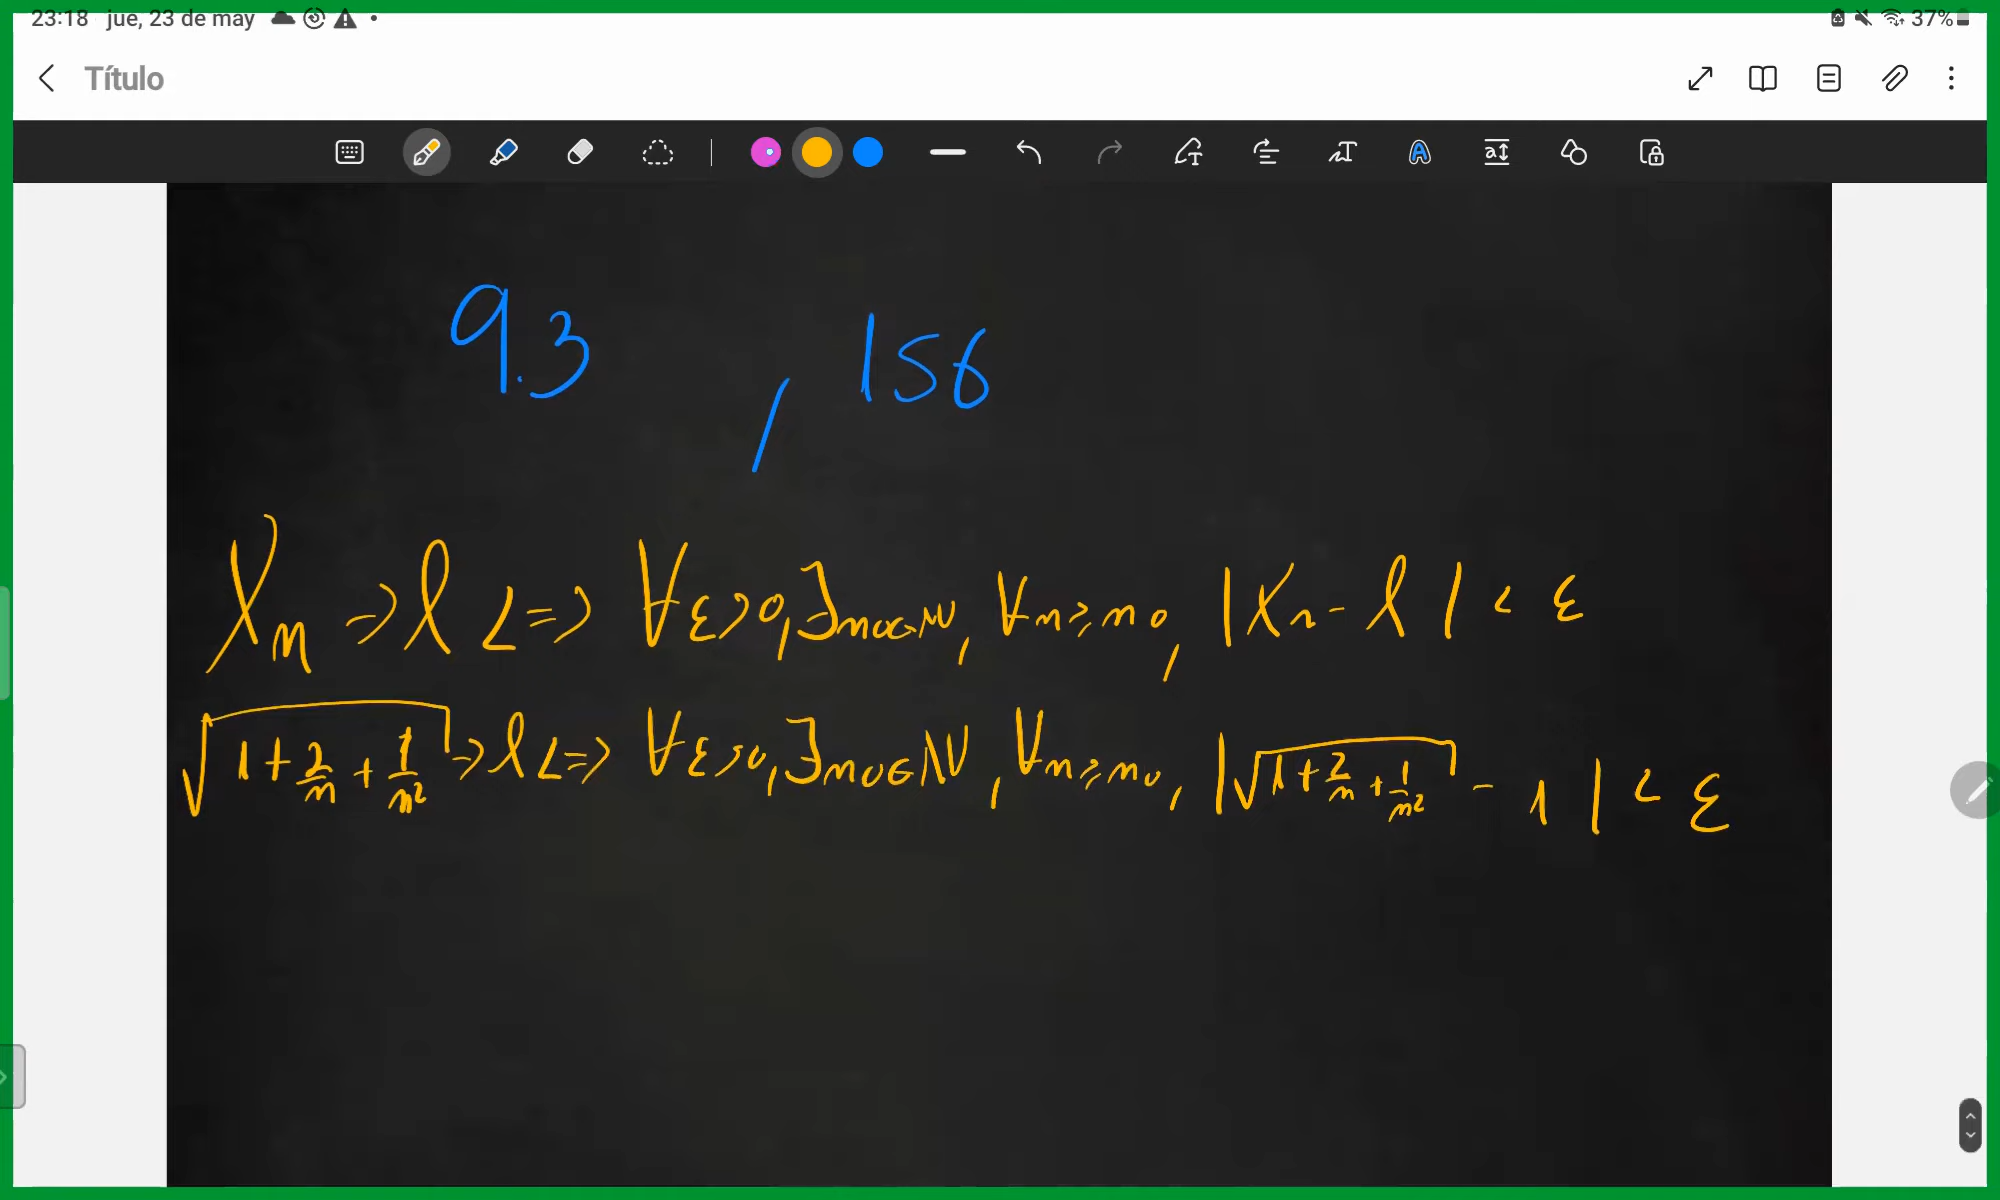 23:18 jue, 23 de may 37%
Título
9.3 , 156
Xn → l <=> ∀ε>0, ∃n0∈N, ∀n≥n0, |Xn - l| < ε
√(1 + 2/n + 1/n²) → l <=> ∀ε>0, ∃n0∈N, ∀n≥n0, |√(1 + 2/n + 1/n²) - 1| < ε